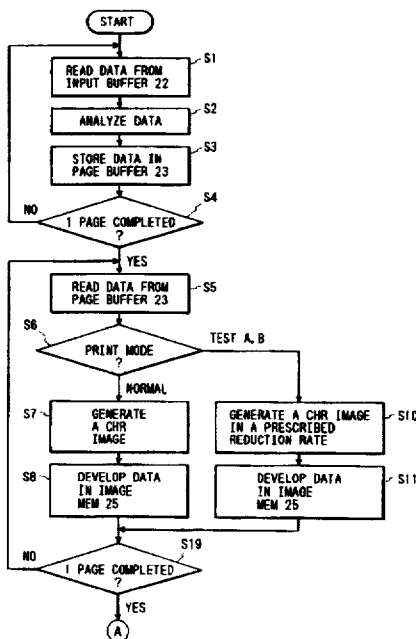 START
S1
READ DATA FROM
INPUT BUFFER 22
S2
ANALYZE DATA
S3
STORE DATA IN
PAGE BUFFER 23
S4
NO
1 PAGE COMPLETED
?
YES
READ DATA FROM
PAGE BUFFER 23
S5
S6
PRINT MODE
?
TEST A, B
NORMAL
S7
GENERATE
A CHR
IMAGE
GENERATE A CHR IMAGE
IN A PRESCRIBED
REDUCTION RATE
S10
S8
DEVELOP DATA
IN IMAGE
MEM 25
DEVELOP DATA
IN IMAGE
MEM 25
S11
S19
NO
1 PAGE COMPLETED
?
YES
A